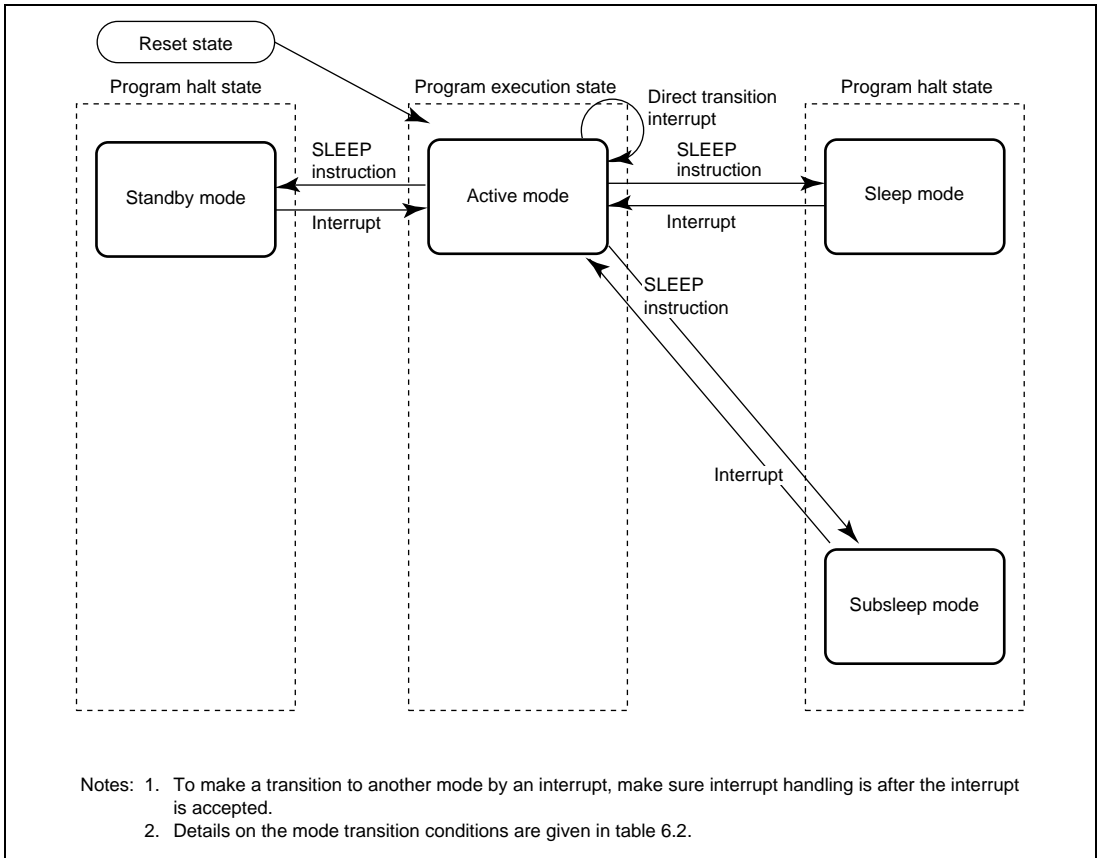 Reset state
Program halt state
Program execution state
Program halt state
Direct transition
interrupt
Standby mode
SLEEP
instruction
Interrupt
Active mode
SLEEP
instruction
Interrupt
Sleep mode
SLEEP
instruction
Interrupt
Subsleep mode
Notes: 1. To make a transition to another mode by an interrupt, make sure interrupt handling is after the interrupt
is accepted.
2. Details on the mode transition conditions are given in table 6.2.